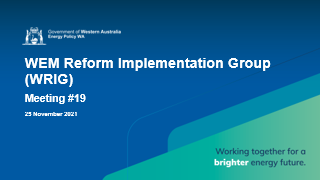 Government of Western Australia
Energy Policy WA
WEM Reform Implementation Group
(WRIG)
Meeting #19
25 November 2021
Working together for a
brighter energy future.